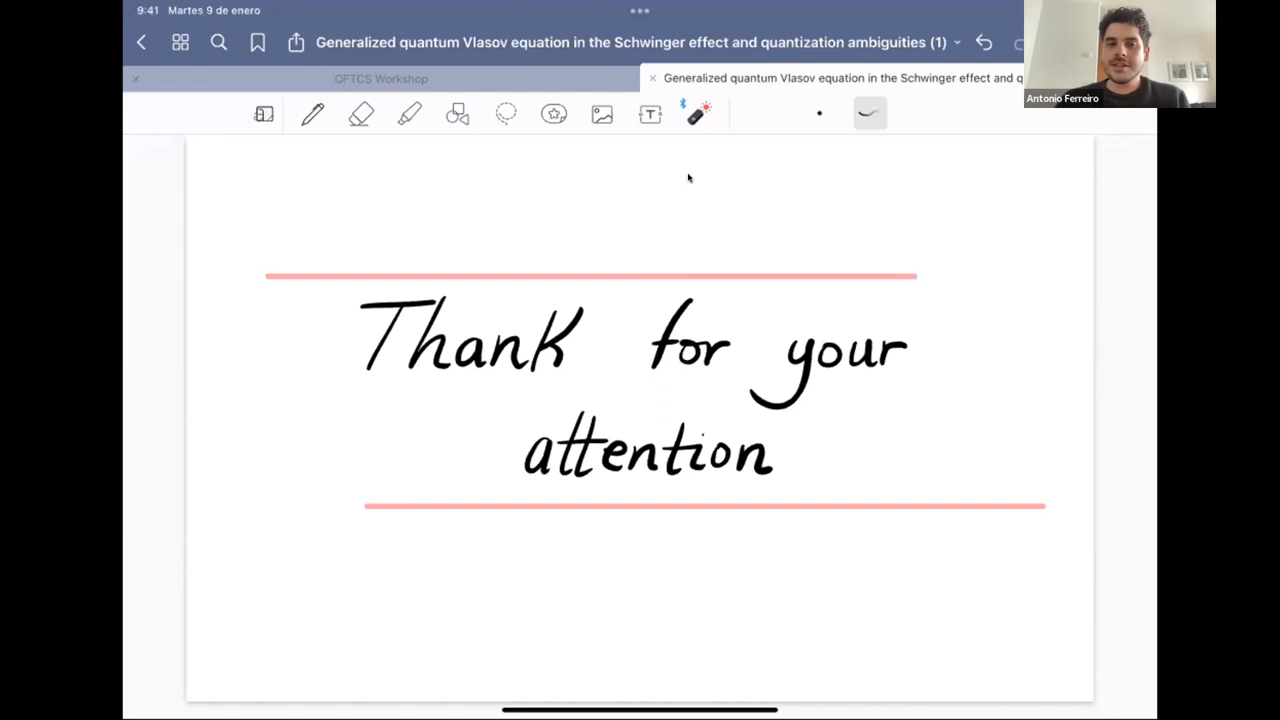 9:41 Martes 9 de enero
Generalized quantum Vlasov equation in the Schwinger effect and quantization ambiguities (1)
QFTCS Workshop
Generalized quantum Vlasov equation in the Schwinger effect and q
Antonio Ferreiro
T
Thank for your
attention